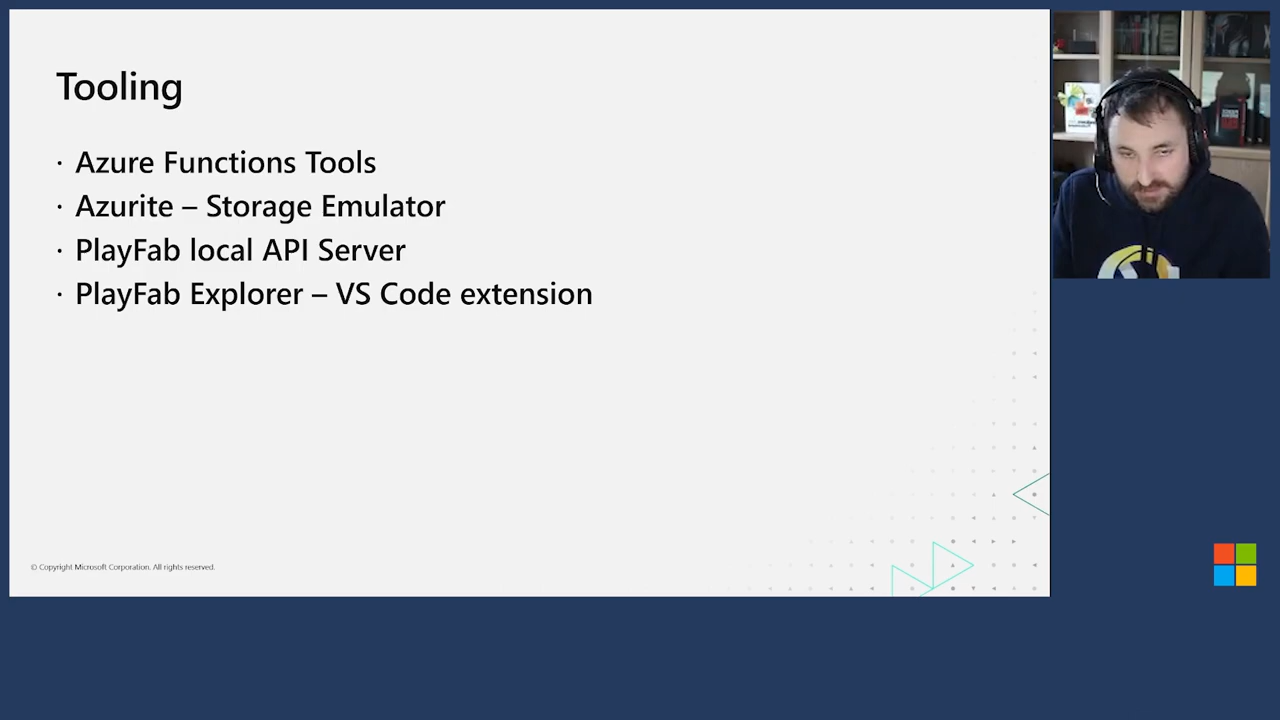 Tooling
· Azure Functions Tools
· Azurite – Storage Emulator
· PlayFab local API Server
· PlayFab Explorer – VS Code extension
© Copyright Microsoft Corporation. All rights reserved.